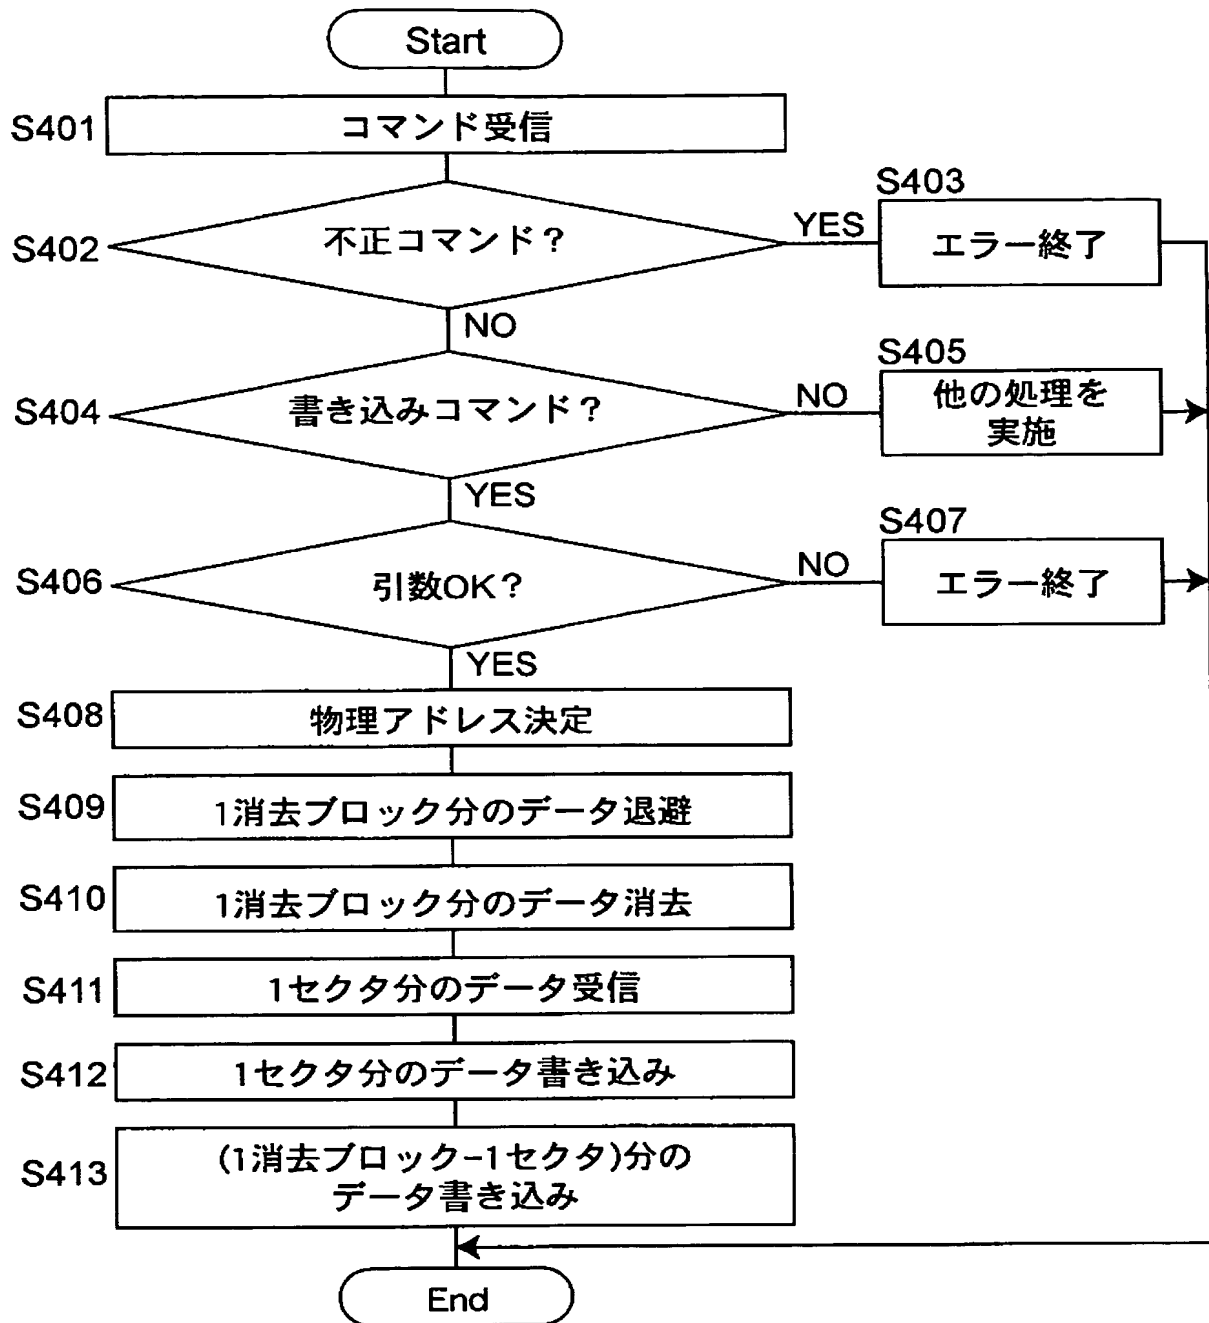 Start
S401
コマンド受信
S402
不正コマンド？
YES
S403
エラー終了
NO
S404
書き込みコマンド？
NO
S405
他の処理を
実施
YES
S406
引数OK？
NO
S407
エラー終了
YES
S408
物理アドレス決定
S409
1消去ブロック分のデータ退避
S410
1消去ブロック分のデータ消去
S411
1セクタ分のデータ受信
S412
1セクタ分のデータ書き込み
S413
(1消去ブロック-1セクタ)分の
データ書き込み
End